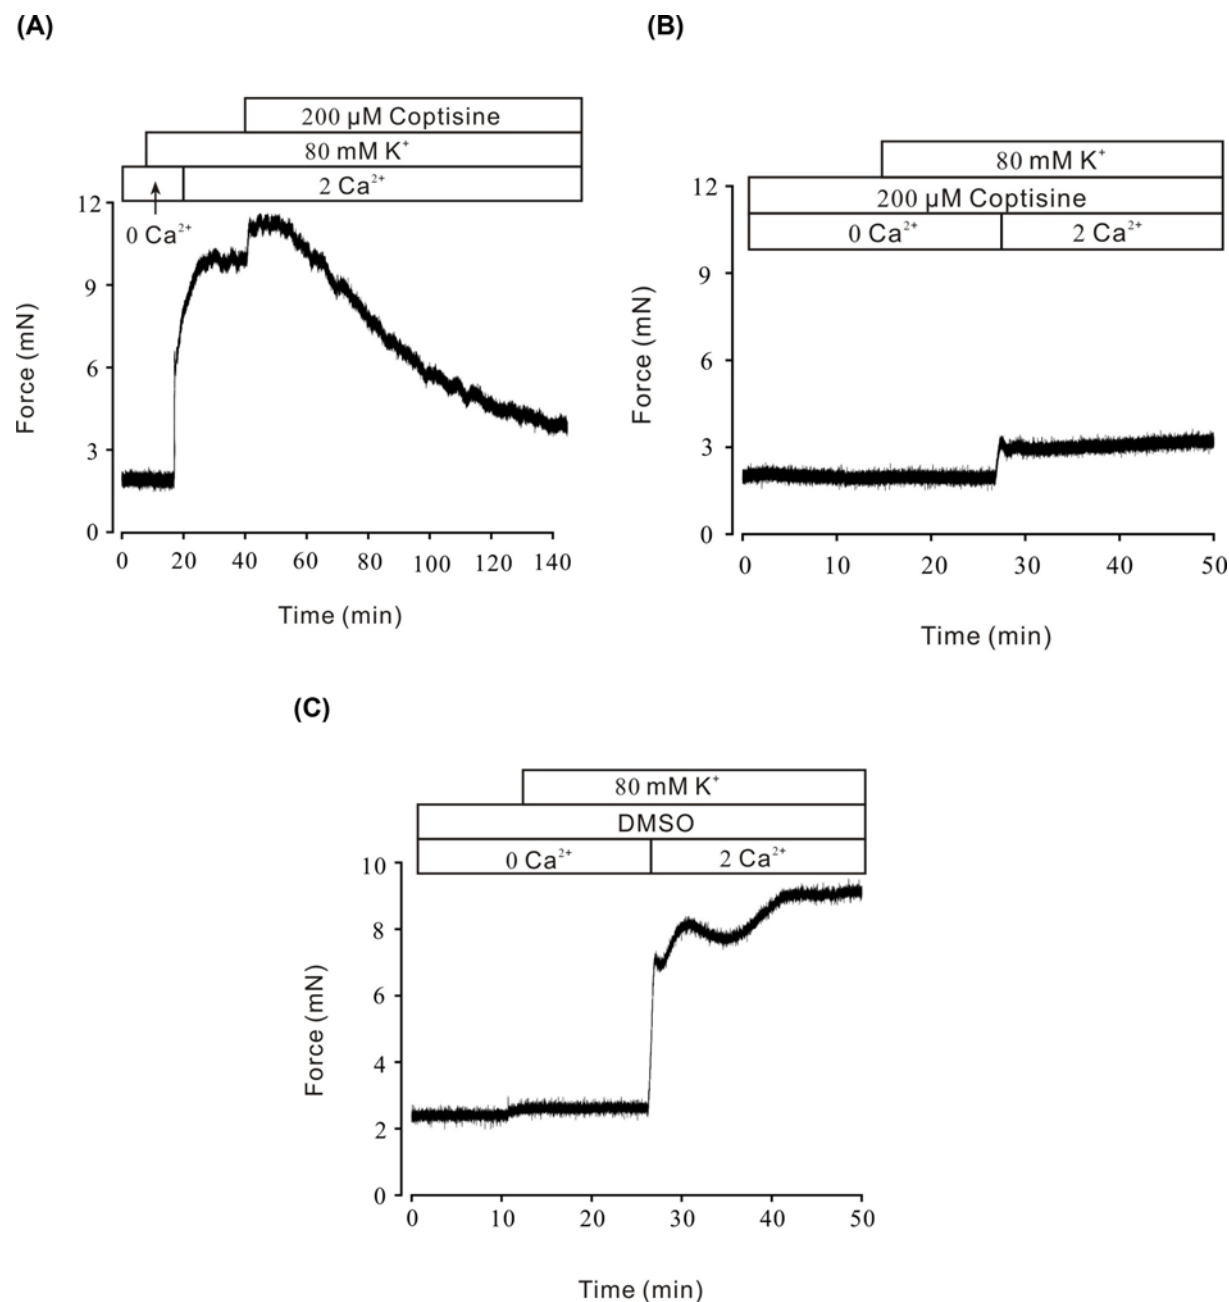 (A)
200 µM Coptisine
80 mM K⁺
2 Ca²⁺
0 Ca²⁺
12
9
6
3
0
Force (mN)
0 20 40 60 80 100 120 140
Time (min)
(B)
80 mM K⁺
200 µM Coptisine
0 Ca²⁺ 2 Ca²⁺
12
9
6
3
0
Force (mN)
0 10 20 30 40 50
Time (min)
(C)
80 mM K⁺
DMSO
0 Ca²⁺ 2 Ca²⁺
10
8
6
4
2
0
Force (mN)
0 10 20 30 40 50
Time (min)